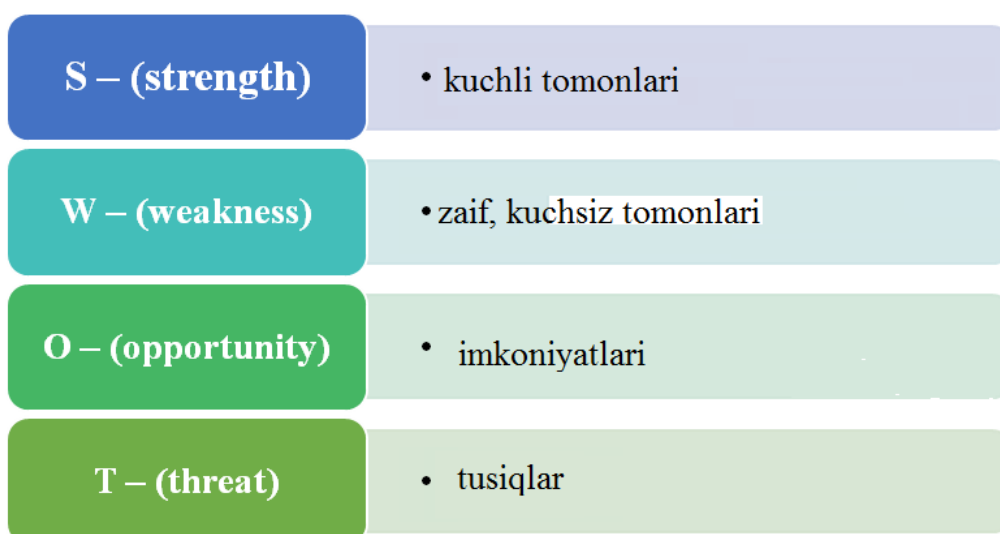 S – (strength)
• kuchli tomonlari
W – (weakness)
• zaif, kuchsiz tomonlari
O – (opportunity)
• imkoniyatlari
T – (threat)
• tusiqlar